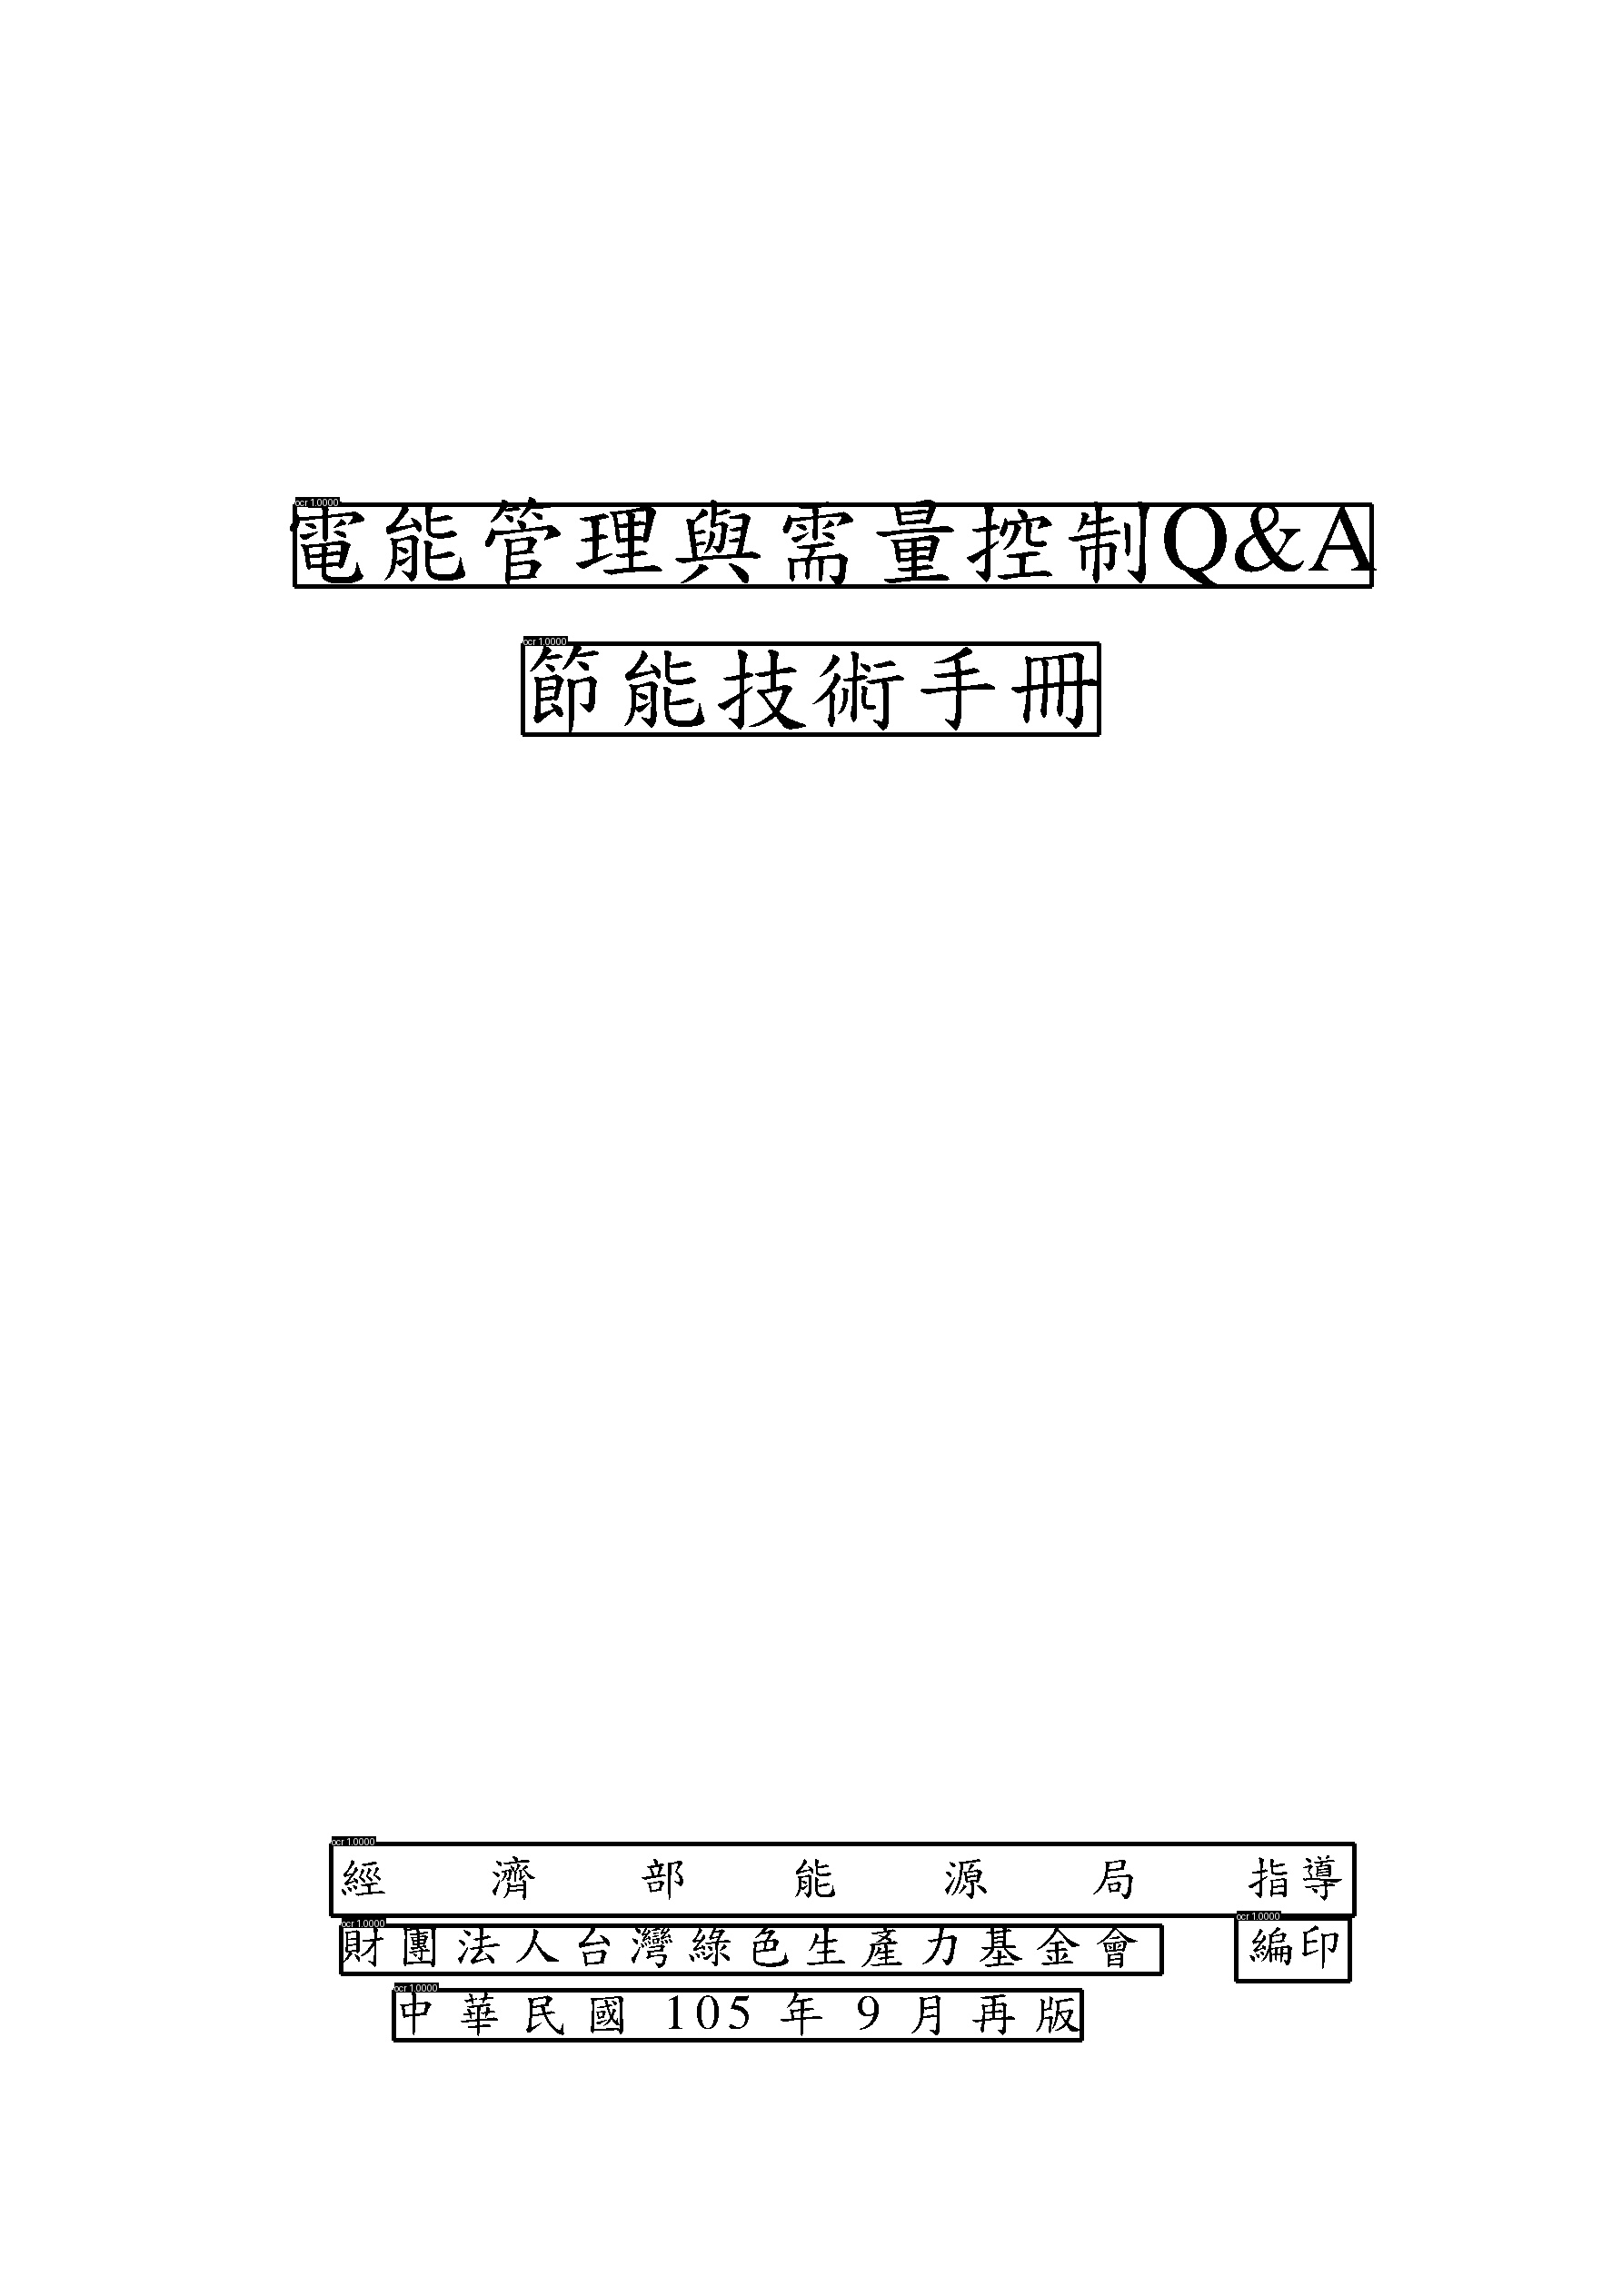 電能管理與需量控制Q&A
節能技術手冊
經濟部能源局指導
財團法人台灣綠色生產力基金會 編印
中華民國 105 年 9 月再版